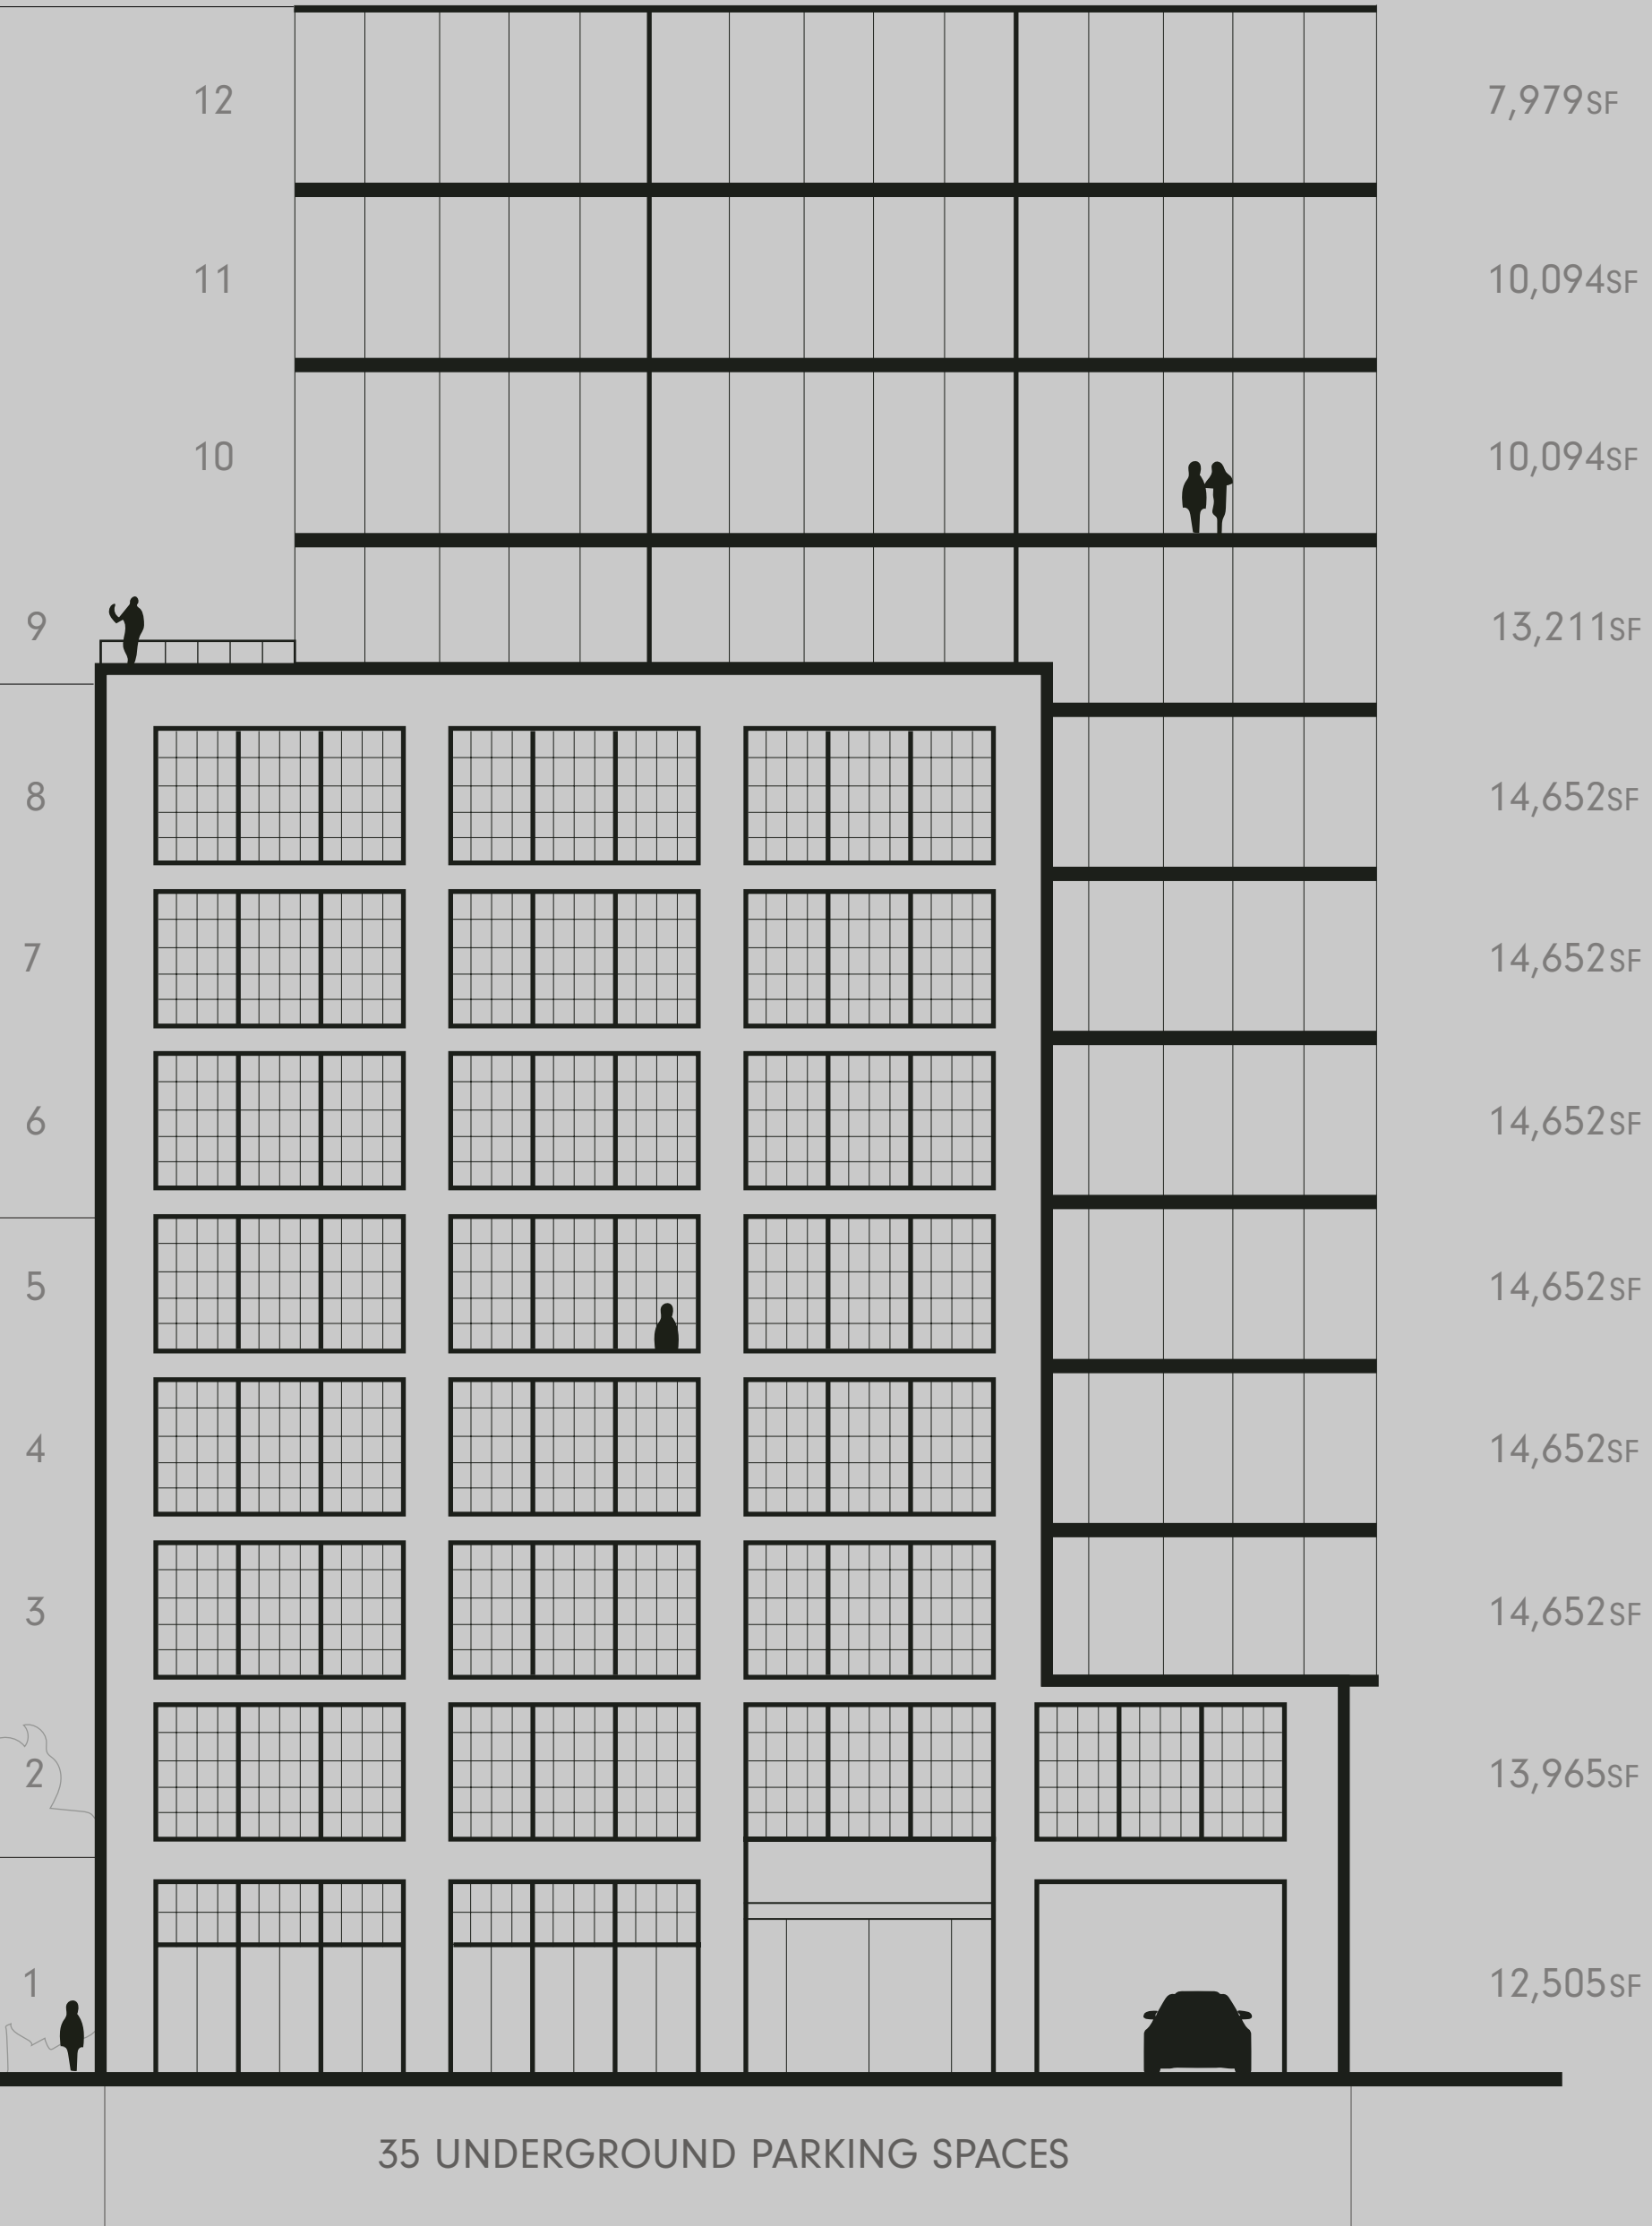 12 7,979SF
11 10,094SF
10 10,094SF
9 13,211SF
8 14,652SF
7 14,652SF
6 14,652SF
5 14,652SF
4 14,652SF
3 14,652SF
2 13,965SF
1 12,505SF
35 UNDERGROUND PARKING SPACES